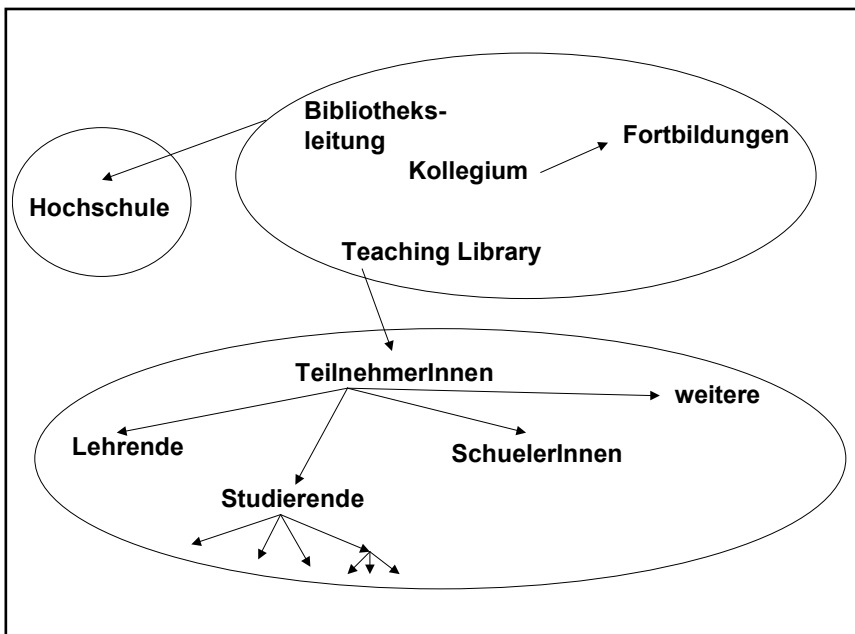 Bibliotheks-
leitung
Fortbildungen
Kollegium
Hochschule
Teaching Library
TeilnehmerInnen
weitere
Lehrende
SchuelerInnen
Studierende